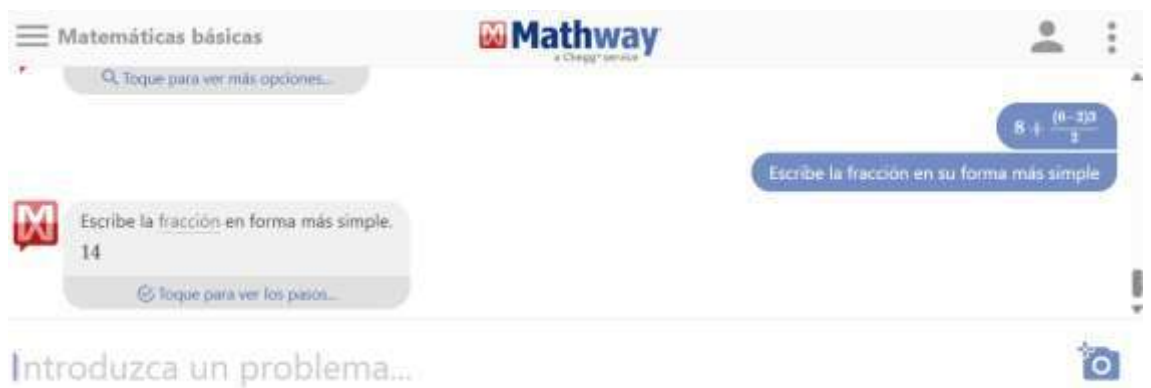 Matemáticas básicas
Mathway
a Chegg® service
Toque para ver más opciones...
8 + (6-2)3
2
Escribe la fracción en su forma más simple
Escribe la fracción en forma más simple.
14
Toque para ver los pasos...
Introduzca un problema...